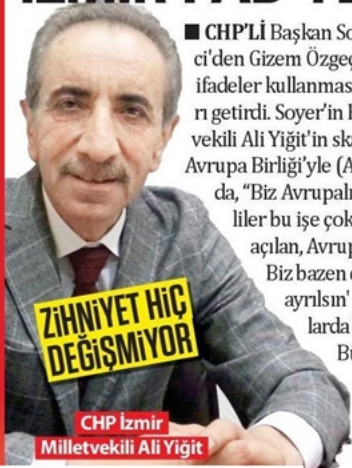 ■ CHP'Lİ Başkan So
ci'den Gizem Özgeç
ifadeler kullanmas
rı getirdi. Soyer'in
vekili Ali Yiğit'in sk
Avrupa Birliği'yle (A
da, "Biz Avrupalı
liler bu işe çok
açılan, Avrup
Biz bazen
ayrılsın'
larda
Bü
ZİHNİYET HİÇ
DEĞİŞMİYOR
CHP İzmir
Milletvekili Ali Yiğit